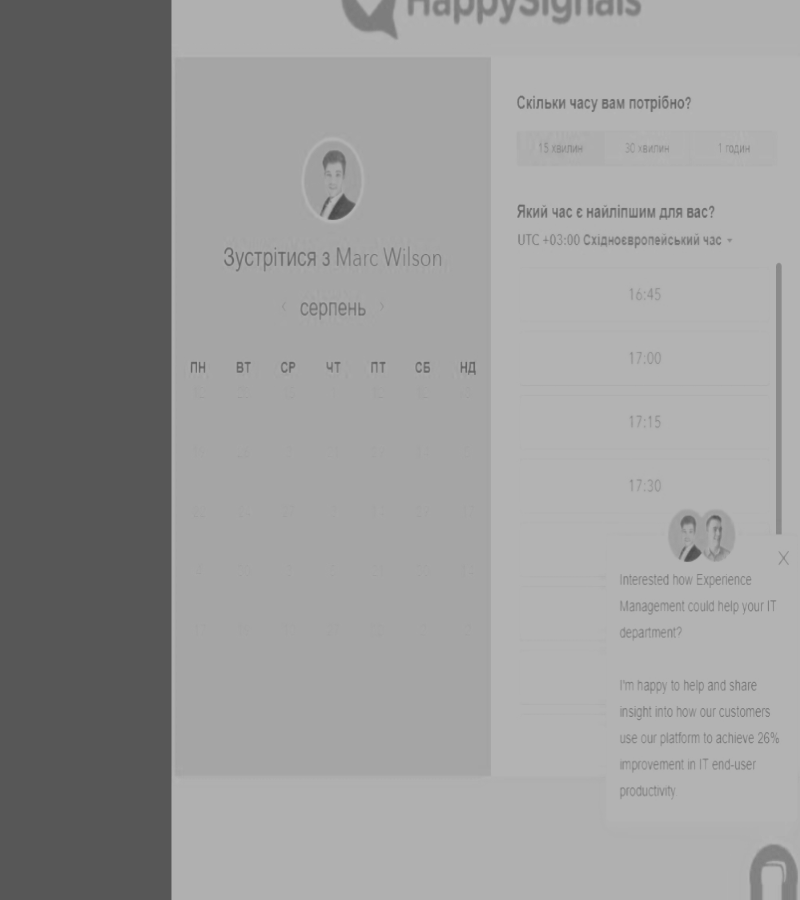 HappySignals
Скільки часу вам потрібно?
15 хвилин 30 хвилин 1 годин
Який час є найліпшим для вас?
UTC +03:00 Східноєвропейський час
Зустрітися з Marc Wilson
серпень
ПН ВТ СР ЧТ ПТ СБ НД
16:45
17:00
17:15
17:30
X
Interested how Experience
Management could help your IT
department?
I'm happy to help and share
insight into how our customers
use our platform to achieve 26%
improvement in IT end-user
productivity